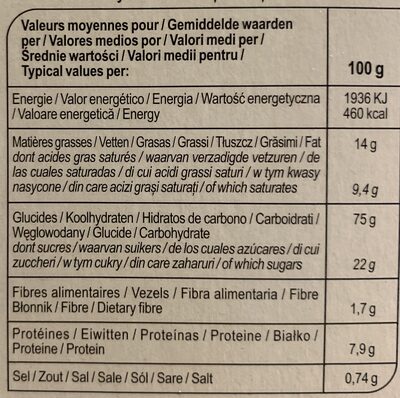 Valeurs moyennes pour / Gemiddelde waarden
per / Valores medios por / Valori medi per /
Średnie wartości / Valori medii pentru /
Typical values per:
100 g
Energie / Valor energético / Energia / Wartość energetyczna
/ Valoare energetică / Energy
1936 KJ
460 kcal
Matières grasses / Vetten / Grasas / Grassi / Tłuszcz / Grăsimi / Fat
14 g
dont acides gras saturés / waarvan verzadigde vetzuren / de
las cuales saturadas / di cui acidi grassi saturi / w tym kwasy
nasycone / din care acizi grași saturați / of which saturates
9,4 g
Glucides / Koolhydraten / Hidratos de carbono / Carboidrati /
Węglowodany / Glucide / Carbohydrate
75 g
dont sucres / waarvan suikers / de los cuales azúcares / di cui
zuccheri / w tym cukry / din care zaharuri / of which sugars
22 g
Fibres alimentaires / Vezels / Fibra alimentaria / Fibre
Błonnik / Fibre / Dietary fibre
1,7 g
Protéines / Eiwitten / Proteínas / Proteine / Białko /
Proteine / Protein
7,9 g
Sel / Zout / Sal / Sale / Sól / Sare / Salt
0,74 g